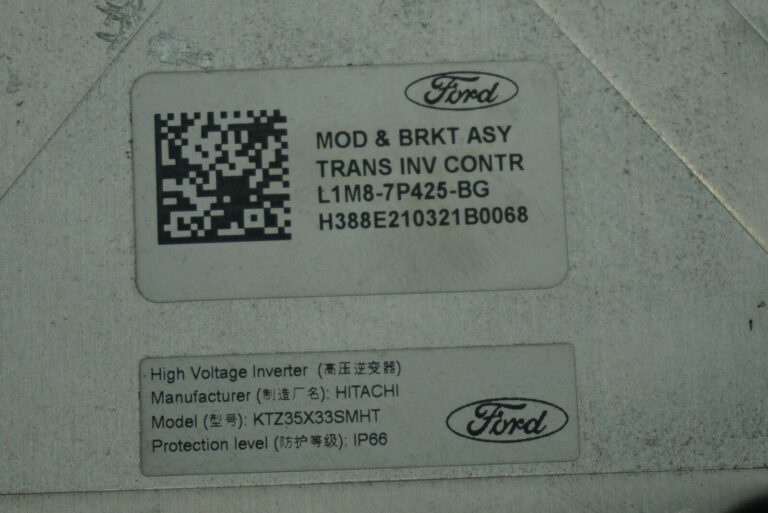 Ford
MOD & BRKT ASY
TRANS INV CONTR
L1M8-7P425-BG
H388E210321B0068
High Voltage Inverter (高压逆变器)
Manufacturer (制造厂名): HITACHI
Model (型号): KTZ35X33SMHT
Protection level (防护等级): IP66
Ford